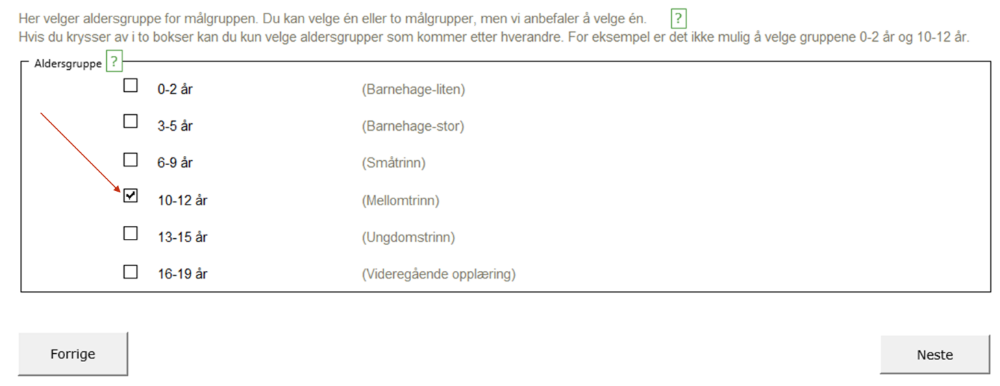 Her velger aldersgruppe for målgruppen. Du kan velge én eller to målgrupper, men vi anbefaler å velge én. ?
Hvis du krysser av i to bokser kan du kun velge aldersgrupper som kommer etter hverandre. For eksempel er det ikke mulig å velge gruppene 0-2 år og 10-12 år.
Aldersgruppe ?
0-2 år (Barnehage-liten)
3-5 år (Barnehage-stor)
6-9 år (Småtrinn)
10-12 år (Mellomtrinn)
13-15 år (Ungdomstrinn)
16-19 år (Videregående opplæring)
Forrige Neste